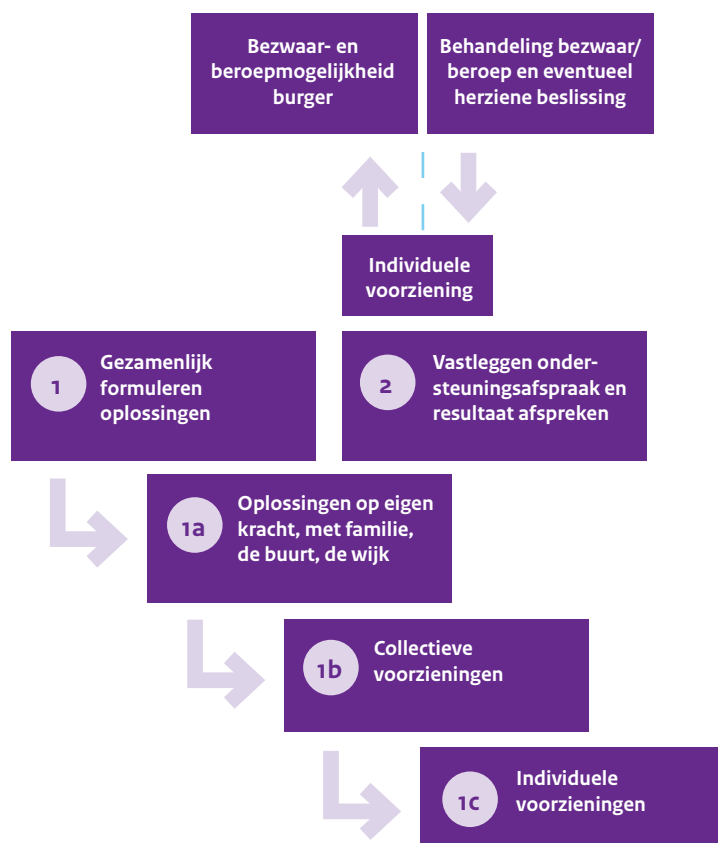 Bezwaar- en
beroepmogelijkheid
burger
Behandeling bezwaar/
beroep en eventueel
herziene beslissing
Individuele
voorziening
1
Gezamenlijk
formuleren
oplossingen
2
Vastleggen onder-
steuningsafspraak en
resultaat afspreken
1a
Oplossingen op eigen
kracht, met familie,
de buurt, de wijk
1b
Collectieve
voorzieningen
1c
Individuele
voorzieningen